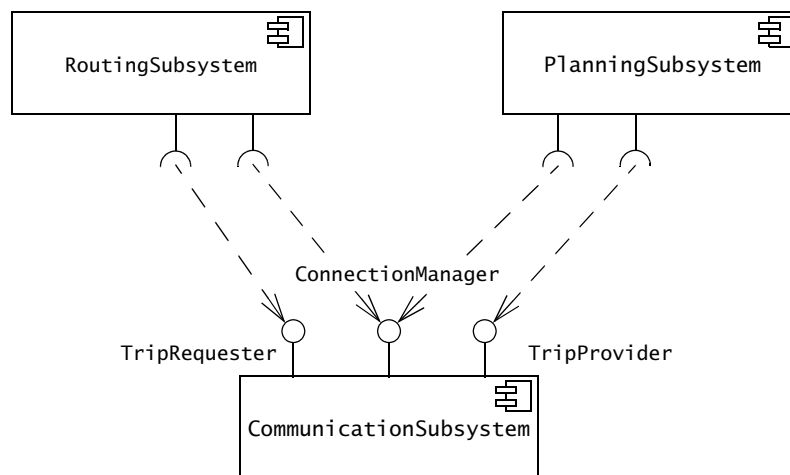 RoutingSubsystem
PlanningSubsystem
ConnectionManager
TripRequester
TripProvider
CommunicationSubsystem